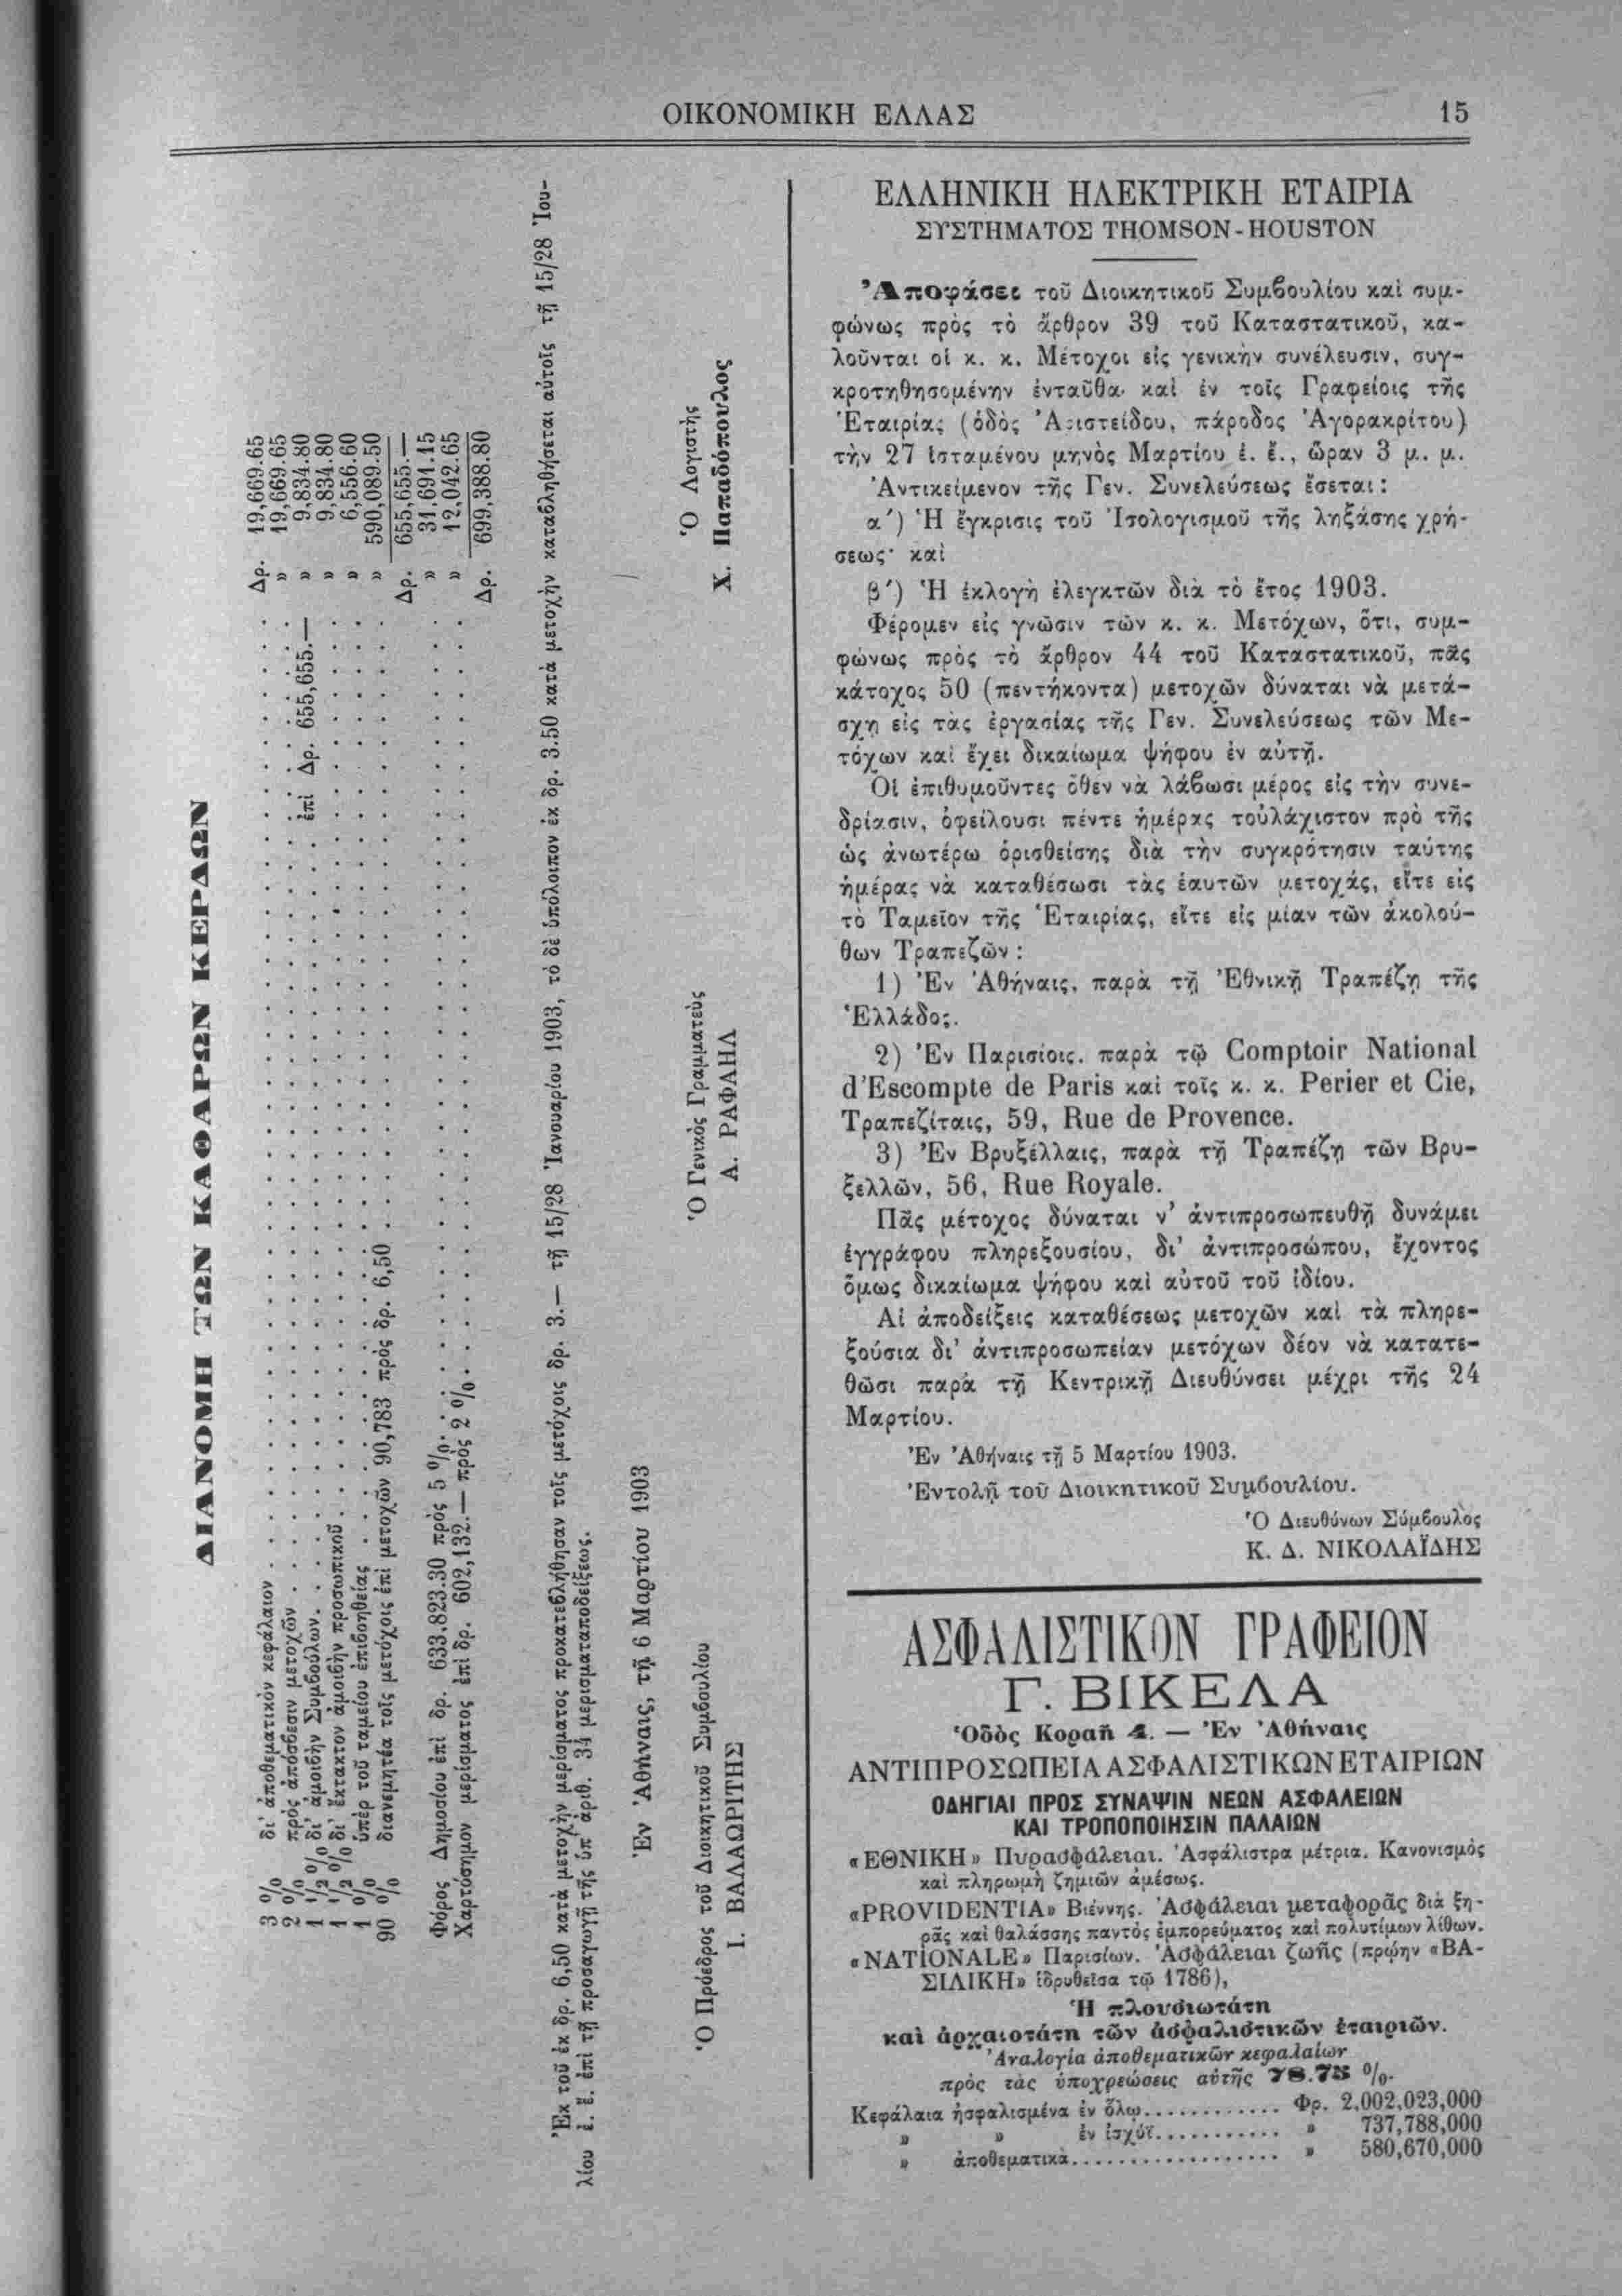 ΟΙΚΟΝΟΜΙΚΗ ΕΛΛΑΣ 15
ΔΙΑΝΟΜΗ ΤΩΝ ΚΑΘΑΡΩΝ ΚΕΡΔΩΝ
3 % δι' ἀποθεματικὸν κεφάλαιον . . . . Δρ. 19,669.65
2 % πρὸς ἀπόσβεσιν μετοχῶν . . . . » 19,669.65
1 1/2 % δι' ἀμοιβὴν Συμβούλων. . . . ἐπὶ Δρ. 655,655.— » 9,834.80
1 1/2 % δι' ἔκτακτον ἀμοιβὴν προσωπικοῦ . . . . » 9,834.80
1 % ὑπὲρ τοῦ ταμείου ἐπιβοηθείας . . . . » 6,556.60
90 % διανεμητέα τοῖς μετόχοις ἐπὶ μετοχῶν 90,783 πρὸς δρ. 6,50 . . . . » 590,089.50
Δρ. 655,655.—
Φόρος Δημοσίου ἐπὶ δρ. 633.823.30 πρὸς 5 %. . . . » 31,691.15
Χαρτόσημον μερίσματος ἐπὶ δρ. 602,132.— πρὸς 2 %. . . . » 12,042.65
Δρ. 699,388.80
Ἐκ τοῦ ἐκ δρ. 6,50 κατὰ μετοχὴν μερίσματος προκατεβλήθησαν τοῖς μετόχοις δρ. 3.— τῇ 15/28 Ἰανουαρίου 1903, τὸ δὲ ὑπόλοιπον ἐκ δρ. 3.50 κατὰ μετοχὴν καταβληθήσεται αὐτοῖς τῇ 15/28 Ἰου-
λίου ἐ. ἔ. ἐπὶ τῇ προσαγωγῇ τῆς ὑπ' ἀριθ. 34 μερισματαποδείξεως.
Ἐν Ἀθήναις, τῇ 6 Μαρτίου 1903
Ὁ Πρόεδρος τοῦ Διοικητικοῦ Συμβουλίου
Ι. ΒΑΛΑΩΡΙΤΗΣ
Ὁ Γενικὸς Γραμματεὺς
Α. ΡΑΦΑΗΛ
Ὁ Λογιστὴς
Χ. Παπαδόπουλος
ΕΛΛΗΝΙΚΗ ΗΛΕΚΤΡΙΚΗ ΕΤΑΙΡΙΑ
ΣΥΣΤΗΜΑΤΟΣ THOMSON-HOUSTON
Ἀποφάσει τοῦ Διοικητικοῦ Συμβουλίου καὶ συμ-
φώνως πρὸς τὸ ἄρθρον 39 τοῦ Καταστατικοῦ, κα-
λοῦνται οἱ κ. κ. Μέτοχοι εἰς γενικὴν συνέλευσιν, συγ-
κροτηθησομένην ἐνταῦθα καὶ ἐν τοῖς Γραφείοις τῆς
Ἑταιρίας (ὁδὸς Ἀριστείδου, πάροδος Ἀγορακρίτου)
τὴν 27 ἱσταμένου μηνὸς Μαρτίου ἐ. ἔ., ὥραν 3 μ. μ.
Ἀντικείμενον τῆς Γεν. Συνελεύσεως ἔσεται:
α') Ἡ ἔγκρισις τοῦ Ἰσολογισμοῦ τῆς ληξάσης χρή-
σεως· καὶ
β') Ἡ ἐκλογὴ ἐλεγκτῶν διὰ τὸ ἔτος 1903.
Φέρομεν εἰς γνῶσιν τῶν κ. κ. Μετόχων, ὅτι, συμ-
φώνως πρὸς τὸ ἄρθρον 44 τοῦ Καταστατικοῦ, πᾶς
κάτοχος 50 (πεντήκοντα) μετοχῶν δύναται νὰ μετά-
σχῃ εἰς τὰς ἐργασίας τῆς Γεν. Συνελεύσεως τῶν Με-
τόχων καὶ ἔχει δικαίωμα ψήφου ἐν αὐτῇ.
Οἱ ἐπιθυμοῦντες ὅθεν νὰ λάβωσι μέρος εἰς τὴν συνε-
δρίασιν, ὀφείλουσι πέντε ἡμέρας τοὐλάχιστον πρὸ τῆς
ὡς ἀνωτέρω ὁρισθείσης διὰ τὴν συγκρότησιν ταύτης
ἡμέρας νὰ καταθέσωσι τὰς ἑαυτῶν μετοχάς, εἴτε εἰς
τὸ Ταμεῖον τῆς Ἑταιρίας, εἴτε εἰς μίαν τῶν ἀκολού-
θων Τραπεζῶν:
1) Ἐν Ἀθήναις, παρὰ τῇ Ἐθνικῇ Τραπέζῃ τῆς
Ἑλλάδος.
2) Ἐν Παρισίοις, παρὰ τῷ Comptoir National
d'Escompte de Paris καὶ τοῖς κ. κ. Perier et Cie,
Τραπεζίταις, 59, Rue de Provence.
3) Ἐν Βρυξέλλαις, παρὰ τῇ Τραπέζῃ τῶν Βρυ-
ξελλῶν, 56, Rue Royale.
Πᾶς μέτοχος δύναται ν' ἀντιπροσωπευθῇ δυνάμει
ἐγγράφου πληρεξουσίου, δι' ἀντιπροσώπου, ἔχοντος
ὅμως δικαίωμα ψήφου καὶ αὐτοῦ τοῦ ἰδίου.
Αἱ ἀποδείξεις καταθέσεως μετοχῶν καὶ τὰ πληρε-
ξούσια δι' ἀντιπροσωπείαν μετόχων δέον νὰ κατατε-
θῶσι παρὰ τῇ Κεντρικῇ Διευθύνσει μέχρι τῆς 24
Μαρτίου.
Ἐν Ἀθήναις τῇ 5 Μαρτίου 1903.
Ἐντολῇ τοῦ Διοικητικοῦ Συμβουλίου.
Ὁ Διευθύνων Σύμβουλος
Κ. Δ. ΝΙΚΟΛΑΪΔΗΣ
ΑΣΦΑΛΙΣΤΙΚΟΝ ΓΡΑΦΕΙΟΝ
Γ. ΒΙΚΕΛΑ
Ὁδὸς Κοραῆ 4. — Ἐν Ἀθήναις
ΑΝΤΙΠΡΟΣΩΠΕΙΑ ΑΣΦΑΛΙΣΤΙΚΩΝ ΕΤΑΙΡΙΩΝ
ΟΔΗΓΙΑΙ ΠΡΟΣ ΣΥΝΑΨΙΝ ΝΕΩΝ ΑΣΦΑΛΕΙΩΝ
ΚΑΙ ΤΡΟΠΟΠΟΙΗΣΙΝ ΠΑΛΑΙΩΝ
«ΕΘΝΙΚΗ» Πυρασφάλειαι. Ἀσφάλιστρα μέτρια. Κανονισμὸς
καὶ πληρωμὴ ζημιῶν ἀμέσως.
«PROVIDENTIA» Βιέννης. Ἀσφάλειαι μεταφορᾶς διὰ ξη-
ρᾶς καὶ θαλάσσης παντὸς ἐμπορεύματος καὶ πολυτίμων λίθων.
«NATIONALE» Παρισίων. Ἀσφάλειαι ζωῆς (πρῴην «ΒΑ-
ΣΙΛΙΚΗ» ἱδρυθεῖσα τῷ 1786),
Ἡ πλουσιωτάτη
καὶ ἀρχαιοτάτη τῶν ἀσφαλιστικῶν ἑταιριῶν.
Ἀναλογία ἀποθεματικῶν κεφαλαίων
πρὸς τὰς ὑποχρεώσεις αὐτῆς 78.75 %.
Κεφάλαια ἠσφαλισμένα ἐν ὅλῳ............ Φρ. 2,002,023,000
» » ἐν ἰσχύϊ........... » 737,788,000
» ἀποθεματικὰ.................. » 580,670,000